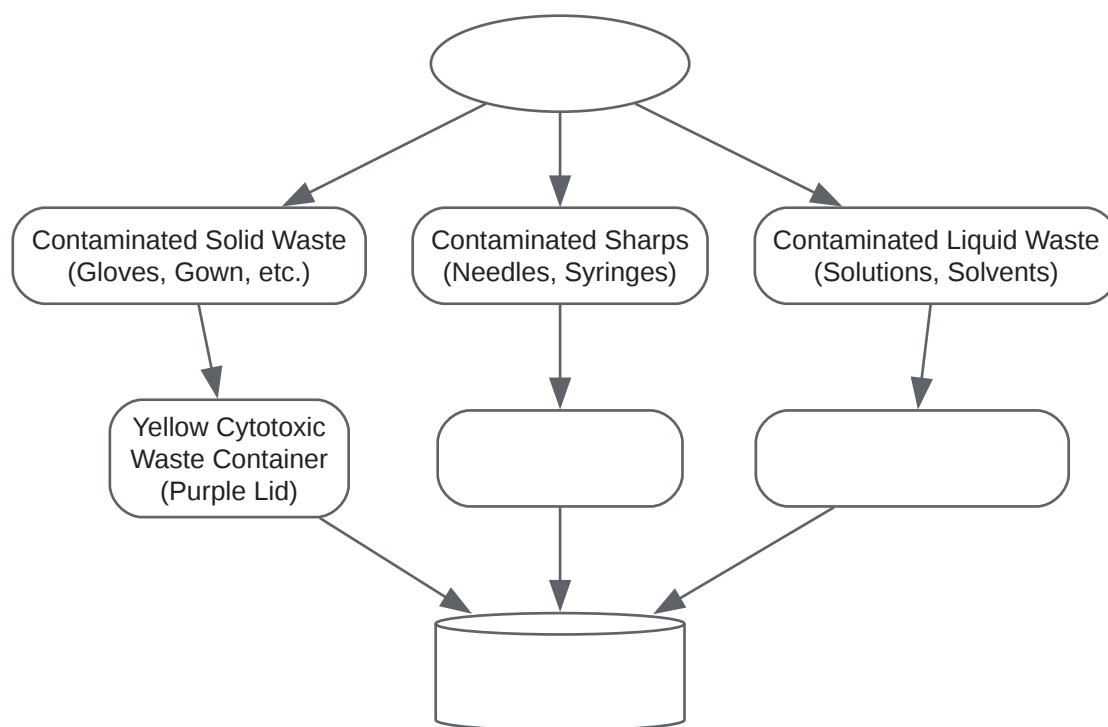 Contaminated Solid Waste
(Gloves, Gown, etc.)
Contaminated Sharps
(Needles, Syringes)
Contaminated Liquid Waste
(Solutions, Solvents)
Yellow Cytotoxic
Waste Container
(Purple Lid)